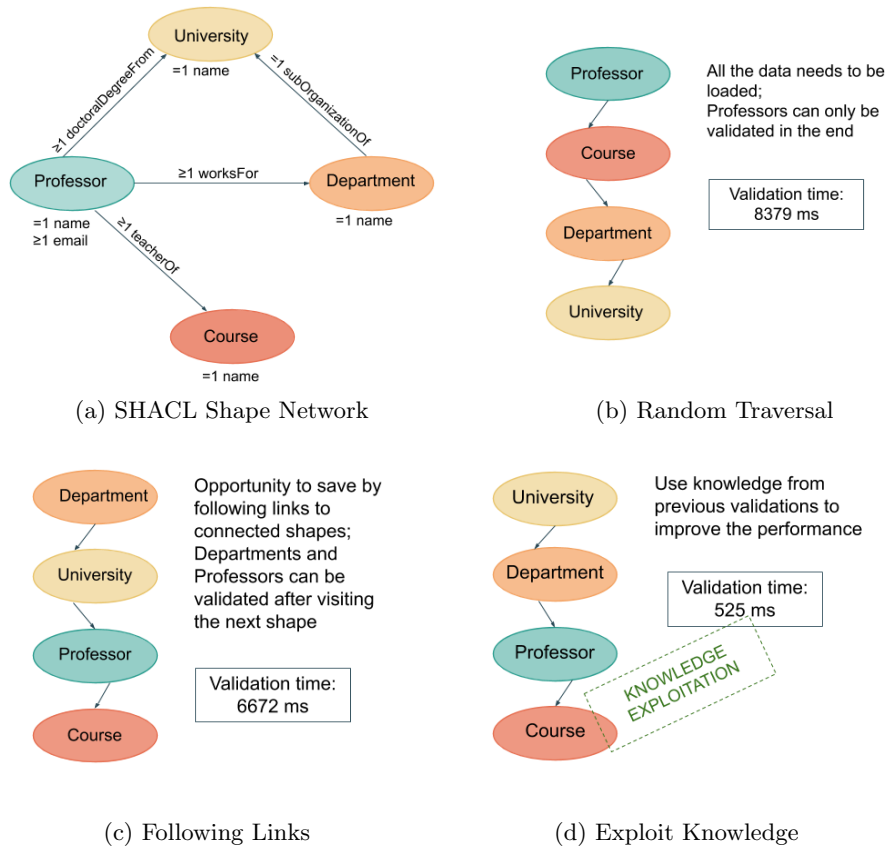 University
=1 name
≥1 doctoralDegreeFrom
=1 subOrganizationOf
Professor
≥1 worksFor
Department
=1 name
≥1 email
=1 name
≥1 teacherOf
Course
=1 name
(a) SHACL Shape Network
Professor
Course
Department
University
All the data needs to be
loaded;
Professors can only be
validated in the end
Validation time:
8379 ms
(b) Random Traversal
Department
University
Professor
Course
Opportunity to save by
following links to
connected shapes;
Departments and
Professors can be
validated after visiting
the next shape
Validation time:
6672 ms
(c) Following Links
University
Department
Professor
Course
Use knowledge from
previous validations to
improve the performance
Validation time:
525 ms
KNOWLEDGE
EXPLOITATION
(d) Exploit Knowledge